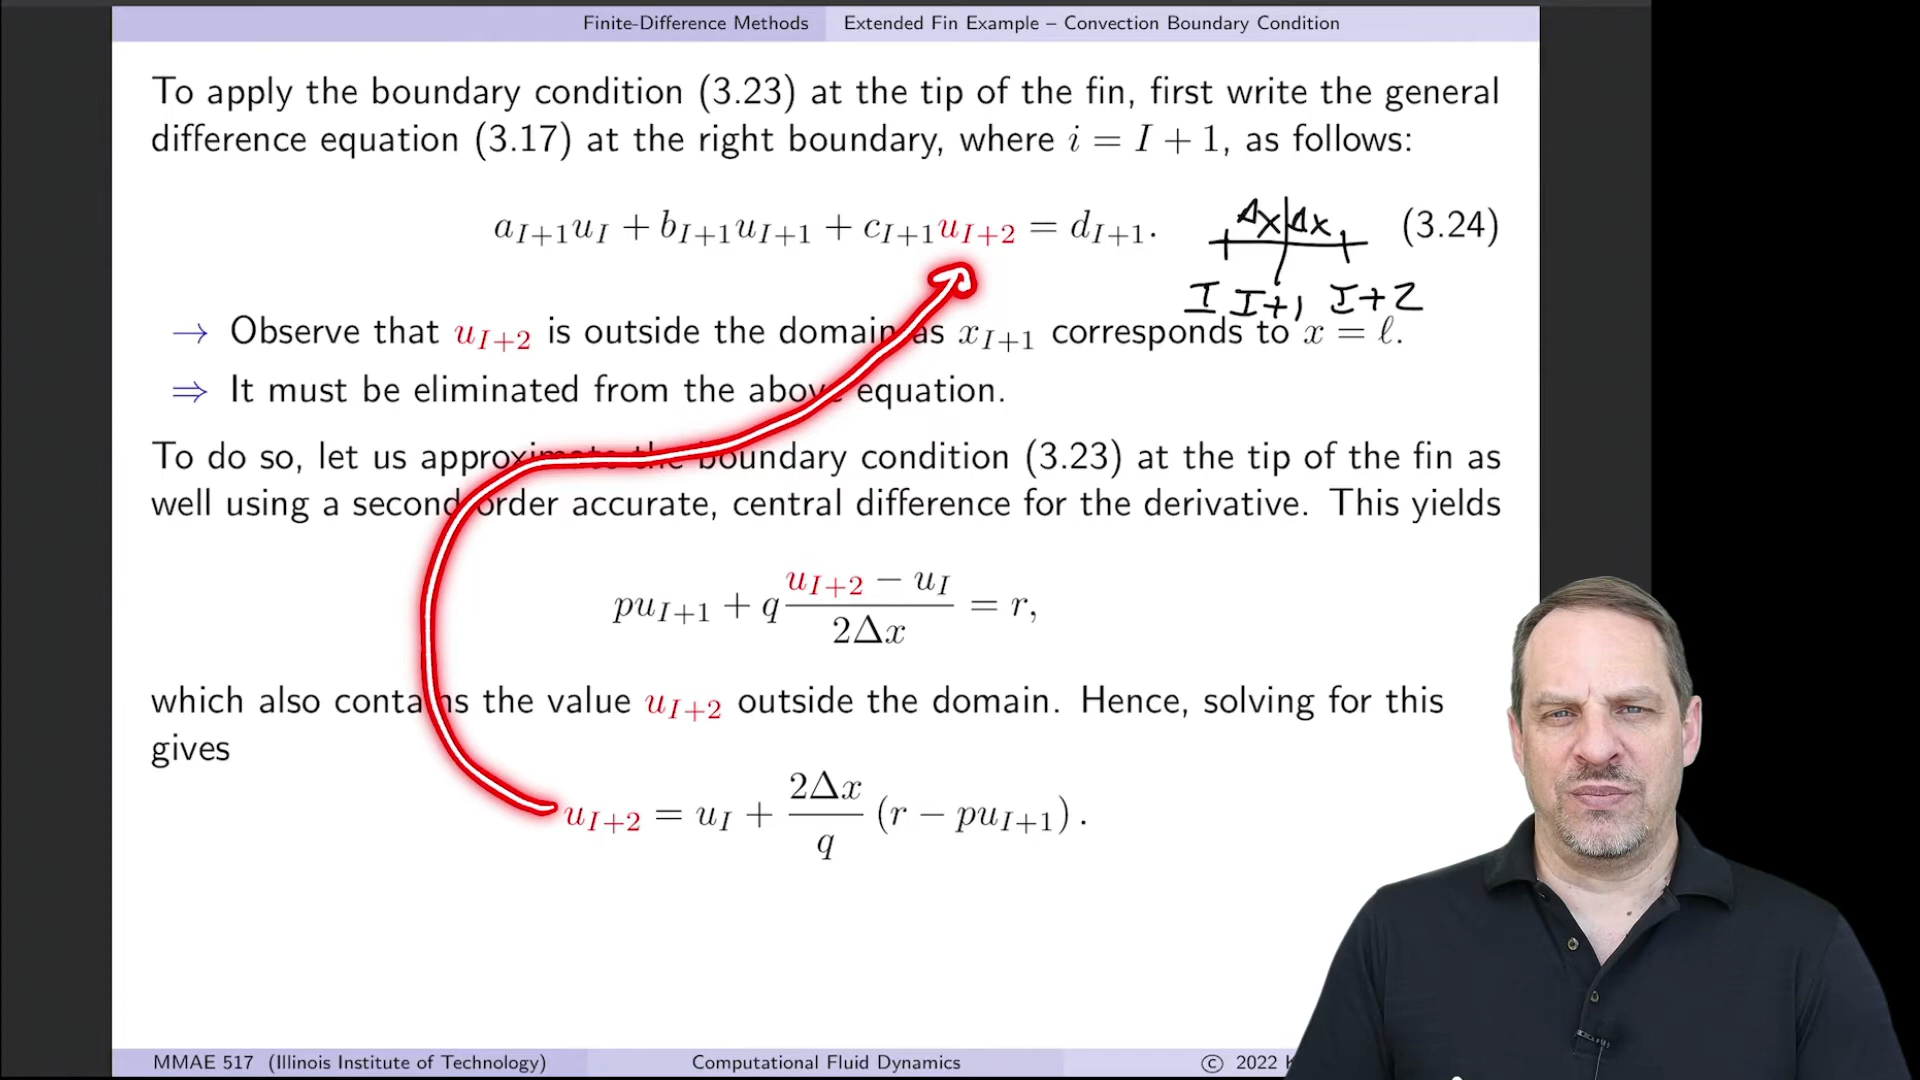 Finite-Difference Methods Extended Fin Example – Convection Boundary Condition
To apply the boundary condition (3.23) at the tip of the fin, first write the general
difference equation (3.17) at the right boundary, where i = I + 1, as follows:
a_{I+1}u_I + b_{I+1}u_{I+1} + c_{I+1}u_{I+2} = d_{I+1}. (3.24)
Δx Δx
I I+1 I+2
→ Observe that u_{I+2} is outside the domain as x_{I+1} corresponds to x = ℓ.
⇒ It must be eliminated from the above equation.
To do so, let us approximate the boundary condition (3.23) at the tip of the fin as
well using a second-order accurate, central difference for the derivative. This yields
pu_{I+1} + q \frac{u_{I+2} − u_I}{2Δx} = r,
which also contains the value u_{I+2} outside the domain. Hence, solving for this
gives
u_{I+2} = u_I + \frac{2Δx}{q} (r − pu_{I+1}) .
MMAE 517 (Illinois Institute of Technology) Computational Fluid Dynamics © 2022